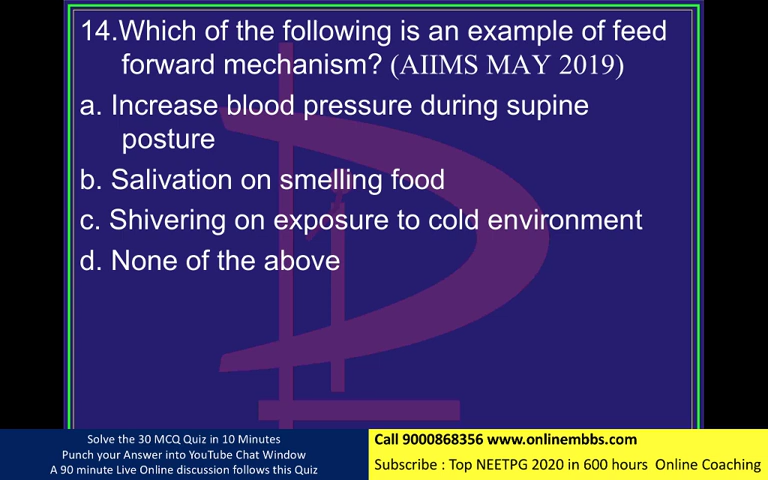 14.Which of the following is an example of feed
forward mechanism? (AIIMS MAY 2019)
a. Increase blood pressure during supine
posture
b. Salivation on smelling food
c. Shivering on exposure to cold environment
d. None of the above
Solve the 30 MCQ Quiz in 10 Minutes
Punch your Answer into YouTube Chat Window
A 90 minute Live Online discussion follows this Quiz
Call 9000868356 www.onlinembbs.com
Subscribe : Top NEETPG 2020 in 600 hours Online Coaching